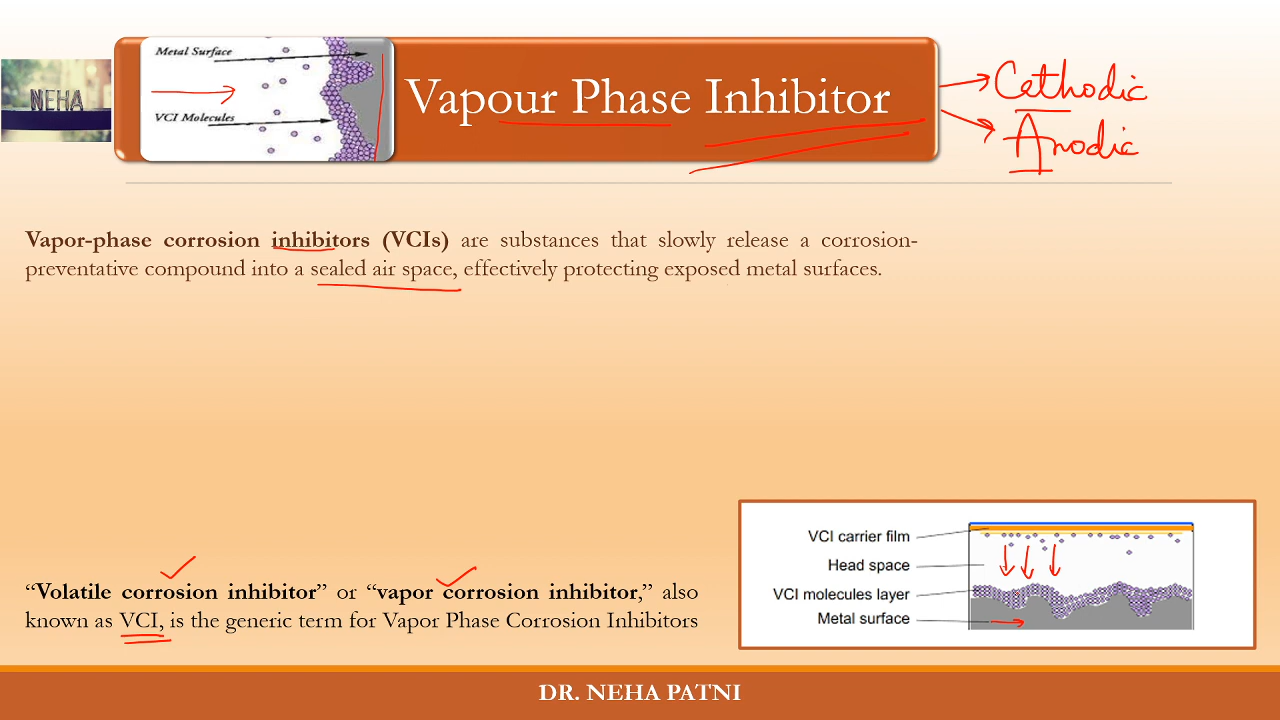 Metal Surface
VCI Molecules
NEHA
Vapour Phase Inhibitor
Cathodic
Anodic
Vapor-phase corrosion inhibitors (VCIs) are substances that slowly release a corrosion-
preventative compound into a sealed air space, effectively protecting exposed metal surfaces.
“Volatile corrosion inhibitor” or “vapor corrosion inhibitor,” also
known as VCI, is the generic term for Vapor Phase Corrosion Inhibitors
VCI carrier film
Head space
VCI molecules layer
Metal surface
DR. NEHA PATNI